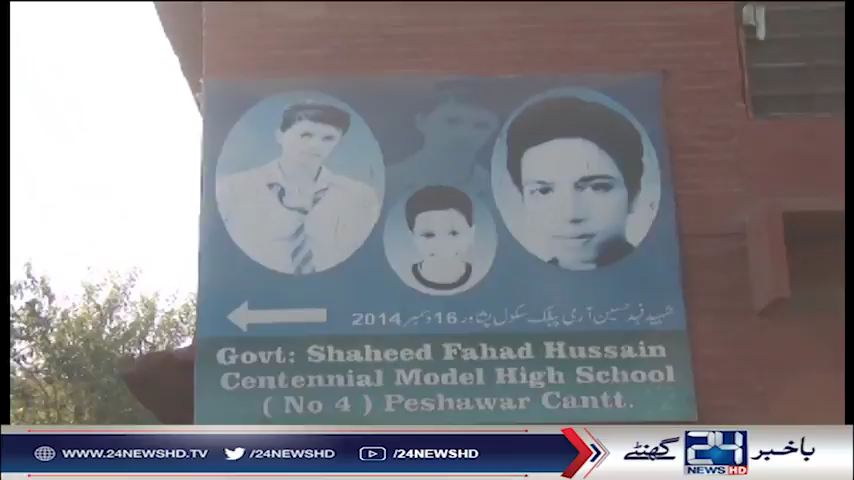 شہید فہد حسین آرمی پبلک سکول پشاور 16 دسمبر 2014
Govt: Shaheed Fahad Hussain
Centennial Model High School
( No 4 ) Peshawar Cantt.
WWW.24NEWSHD.TV /24NEWSHD /24NEWSHD باخبر 24 گھنٹے
NEWS HD